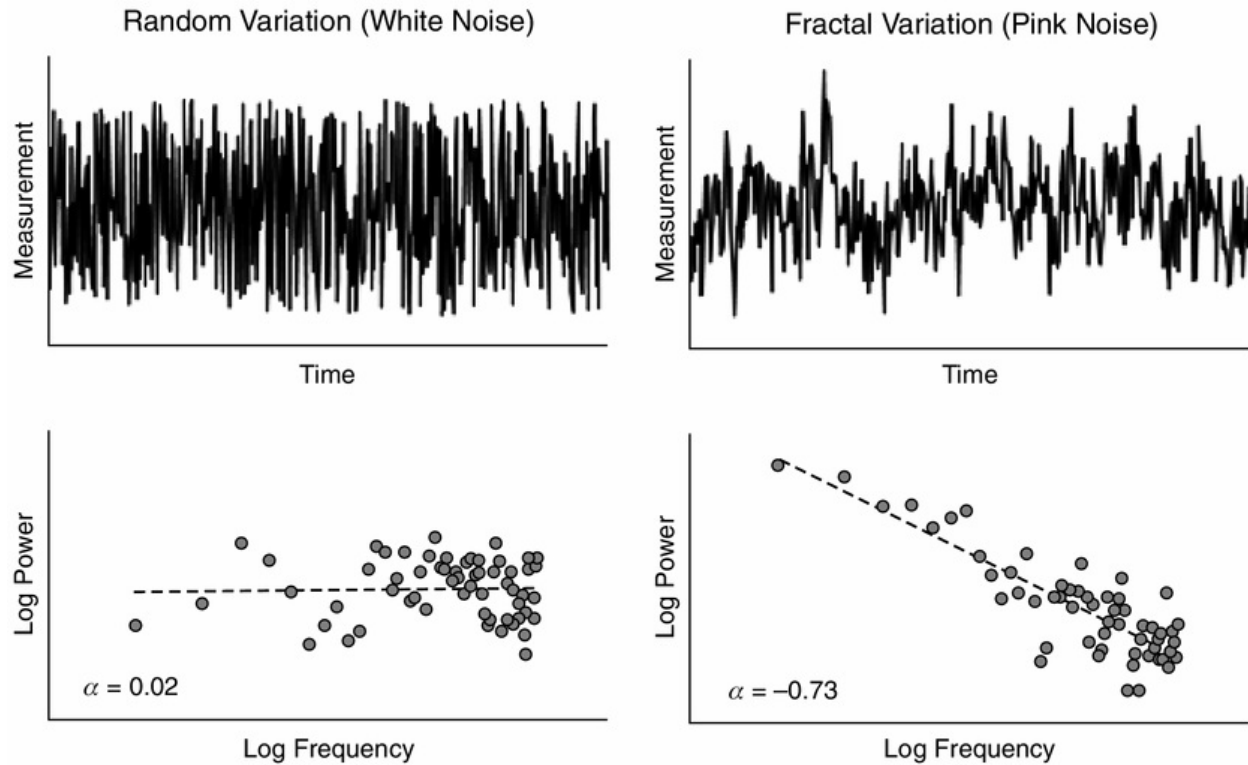 Random Variation (White Noise)
Fractal Variation (Pink Noise)
Measurement
Time
Measurement
Time
Log Power
α = 0.02
Log Frequency
Log Power
α = –0.73
Log Frequency